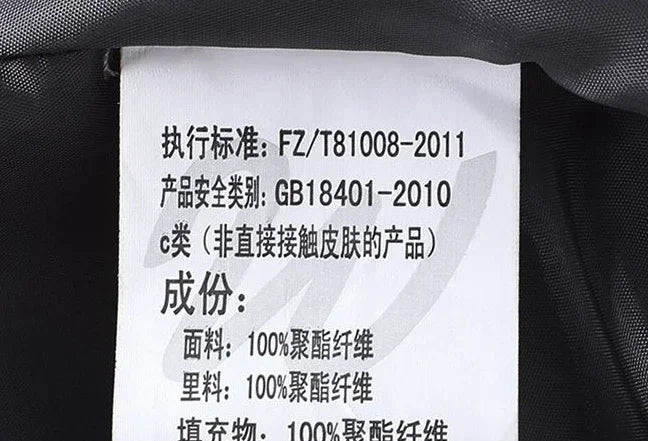 执行标准：FZ/T81008-2011
产品安全类别：GB18401-2010
c类（非直接接触皮肤的产品）
成份：
面料：100%聚酯纤维
里料：100%聚酯纤维
填充物：100%聚酯纤维